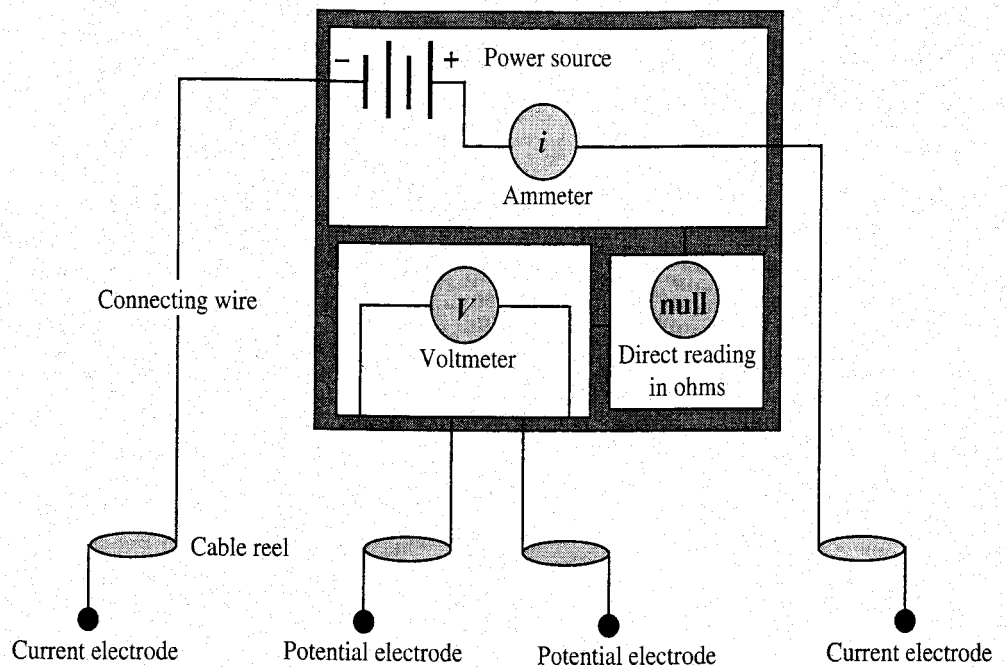 − + Power source
i
Ammeter
Connecting wire
V
Voltmeter
null
Direct reading
in ohms
Cable reel
Current electrode
Potential electrode
Potential electrode
Current electrode